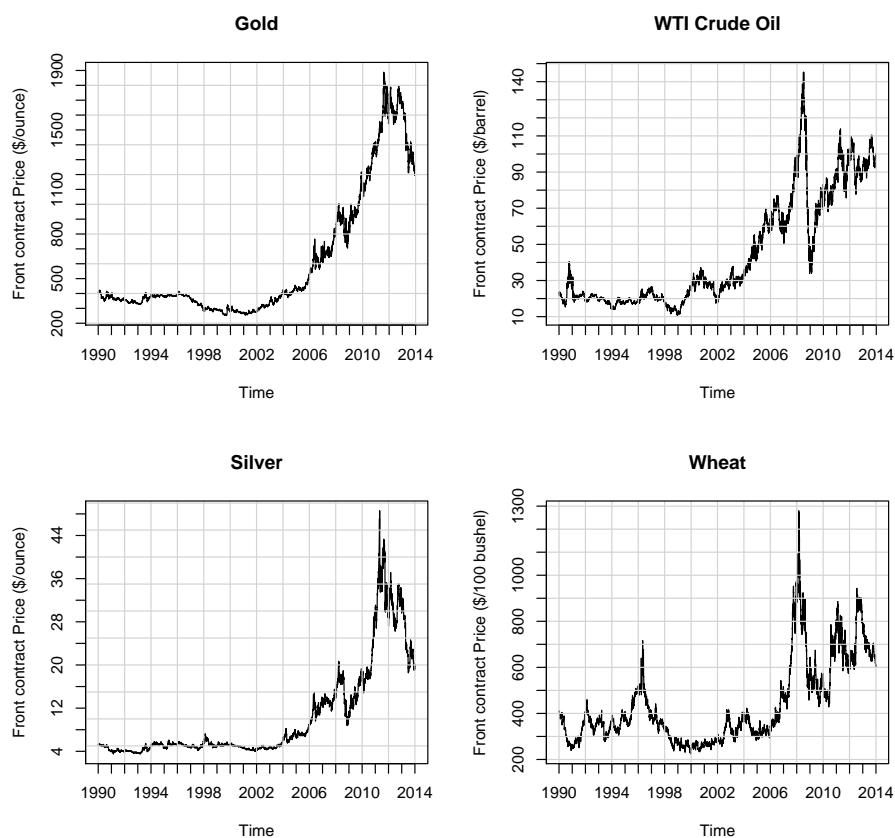 Gold
Front contract Price ($/ounce)
1900
1500
1100
800
500
200
1990 1994 1998 2002 2006 2010 2014
Time
WTI Crude Oil
Front contract Price ($/barrel)
140
110
90
70
50
30
10
1990 1994 1998 2002 2006 2010 2014
Time
Silver
Front contract Price ($/ounce)
44
36
28
20
12
4
1990 1994 1998 2002 2006 2010 2014
Time
Wheat
Front contract Price ($/100 bushel)
1300
1000
800
600
400
200
1990 1994 1998 2002 2006 2010 2014
Time